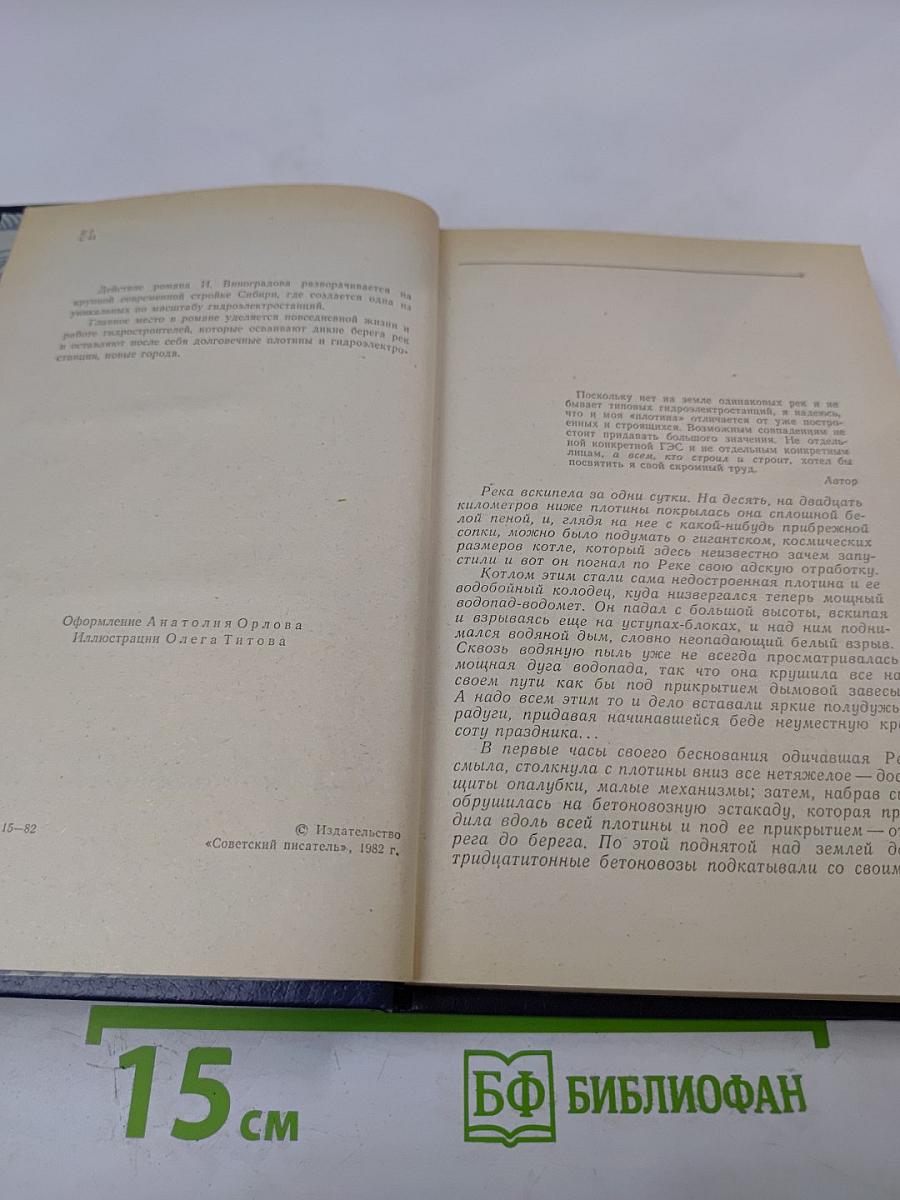 Действие романа И. Виноградова разворачивается на
крупной современной стройке Сибири, где создается одна из
уникальных по масштабу гидроэлектростанций.
Главное место в романе уделяется повседневной жизни и
работе гидростроителей, которые осваивают дикие берега рек
и оставляют после себя долговечные плотины и гидроэлектро-
станции, новые города.
Оформление Анатолия Орлова
Иллюстрации Олега Титова
15—82
© Издательство
«Советский писатель», 1982 г.
Поскольку нет на земле одинаковых рек и не
бывает типовых гидроэлектростанций, я надеюсь,
что и моя «плотина» отличается от уже построен-
енных и строящихся. Возможным совпадениям не
стоит придавать большого значения. Не отдель-
ной конкретной ГЭС и не отдельным конкретным
лицам, а всем, кто строил и строит, хотел бы
посвятить я свой скромный труд.
Автор
Река вскипела за одни сутки. На десять, на двадцать
километров ниже плотины покрылась она сплошной бе-
лой пеной, и, глядя на нее с какой-нибудь прибрежной
сопки, можно было подумать о гигантском, космических
размеров котле, который здесь неизвестно зачем запу-
стили и вот он погнал по Реке свою адскую отработку.
Котлом этим стали сама недостроенная плотина и ее
водобойный колодец, куда низвергался теперь мощный
водопад-водомет. Он падал с большой высоты, вскипая
и взрываясь еще на уступах-блоках, и над ним подни-
мался водяной дым, словно неопадающий белый взрыв.
Сквозь водяную пыль уже не всегда просматривалась
мощная дуга водопада, так что она крушила все на
своем пути как бы под прикрытием дымовой завесы
А надо всем этим то и дело вставали яркие полудужь
радуги, придавая начинавшейся беде неуместную кра
соту праздника...
В первые часы своего беснования одичавшая Ре
смыла, столкнула с плотины вниз все нетяжелое — дос
щиты опалубки, малые механизмы; затем, набрав си
обрушилась на бетоновозную эстакаду, которая пр
дила вдоль всей плотины и под ее прикрытием — о
рега до берега. По этой поднятой над землей до
тридцатитонные бетоновозы подкатывали со своим
15 см
БФ БИБЛИОФАН